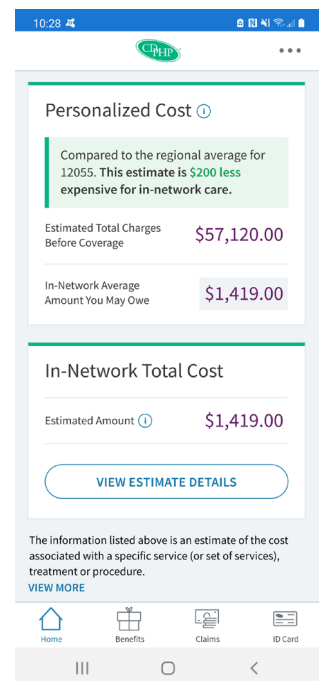 10:28
CDPHP
Personalized Cost
Compared to the regional average for
12055. This estimate is $200 less
expensive for in-network care.
Estimated Total Charges
Before Coverage
$57,120.00
In-Network Average
Amount You May Owe
$1,419.00
In-Network Total Cost
Estimated Amount
$1,419.00
VIEW ESTIMATE DETAILS
The information listed above is an estimate of the cost
associated with a specific service (or set of services),
treatment or procedure.
VIEW MORE
Home
Benefits
Claims
ID Card